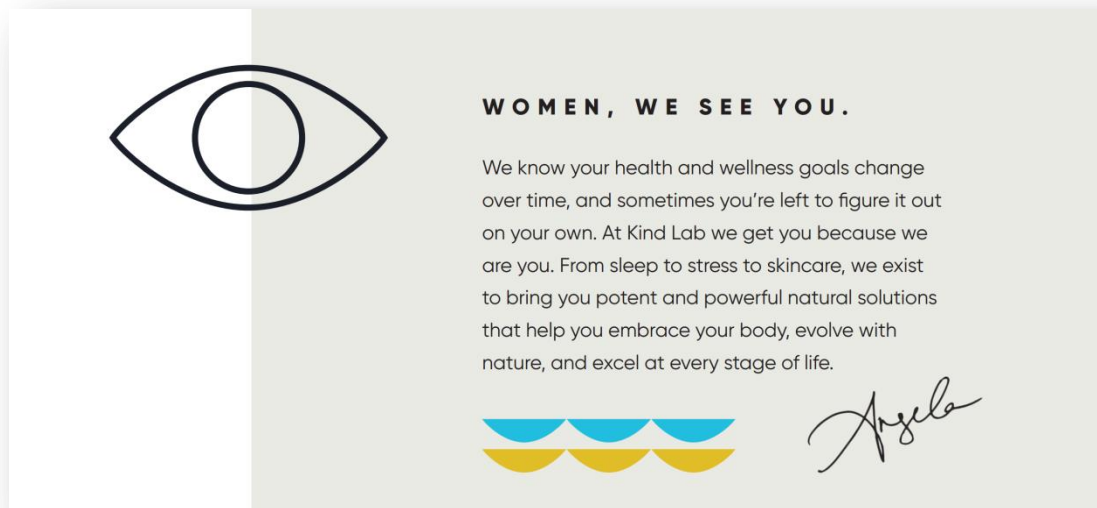 WOMEN, WE SEE YOU.
We know your health and wellness goals change
over time, and sometimes you’re left to figure it out
on your own. At Kind Lab we get you because we
are you. From sleep to stress to skincare, we exist
to bring you potent and powerful natural solutions
that help you embrace your body, evolve with
nature, and excel at every stage of life.
Angela